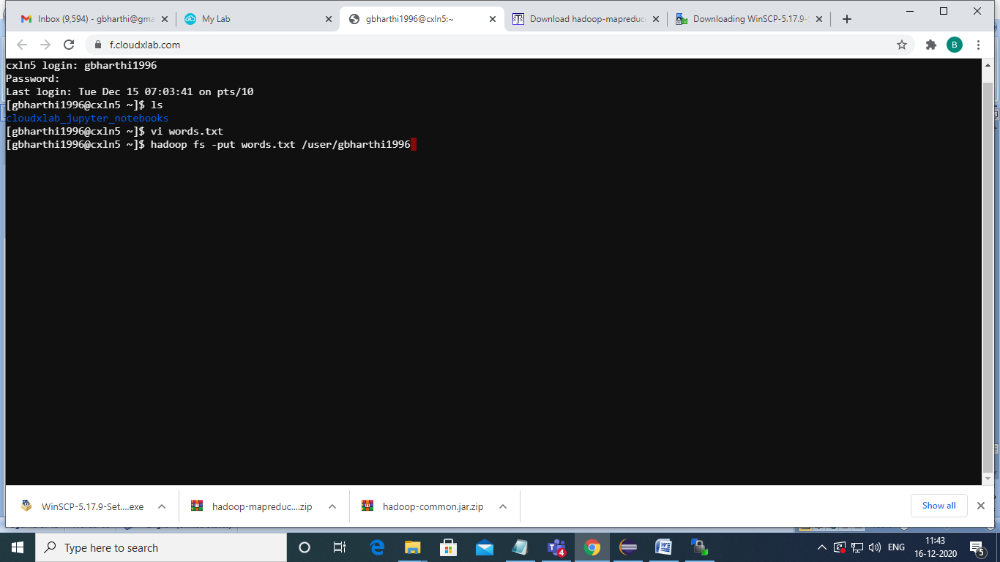 Inbox (9,594) - gbharthi@gma
My Lab
gbharthi1996@cxln5:~
Download hadoop-mapreduc
Downloading WinSCP-5.17.9-
f.cloudxlab.com
B
cxln5 login: gbharthi1996
Password:
Last login: Tue Dec 15 07:03:41 on pts/10
[gbharthi1996@cxln5 ~]$ ls
cloudxlab_jupyter_notebooks
[gbharthi1996@cxln5 ~]$ vi words.txt
[gbharthi1996@cxln5 ~]$ hadoop fs -put words.txt /user/gbharthi1996
WinSCP-5.17.9-Set....exe
hadoop-mapreduc....zip
hadoop-common.jar.zip
Show all
Type here to search
4
ENG
11:43
16-12-2020
5